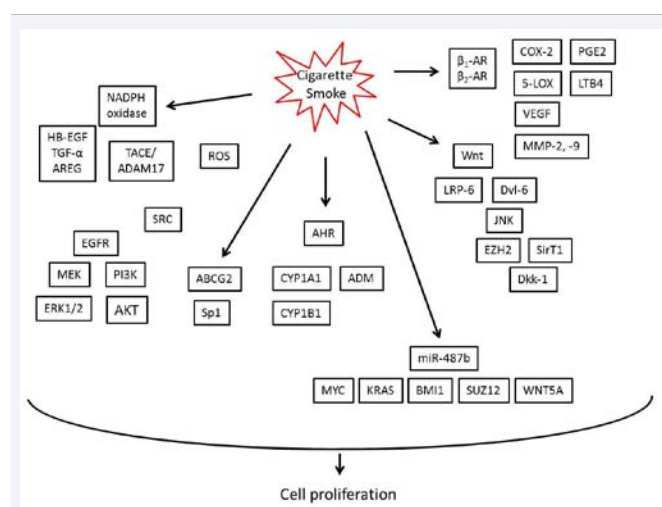 Cigarette
Smoke
β1-AR
β2-AR
COX-2
PGE2
5-LOX
LTB4
VEGF
MMP-2, -9
NADPH
oxidase
HB-EGF
TGF-α
AREG
TACE/
ADAM17
ROS
Wnt
LRP-6
Dvl-6
JNK
EZH2
SirT1
Dkk-1
SRC
EGFR
MEK
PI3K
ERK1/2
AKT
ABCG2
Sp1
AHR
CYP1A1
ADM
CYP1B1
miR-487b
MYC
KRAS
BMI1
SUZ12
WNT5A
Cell proliferation